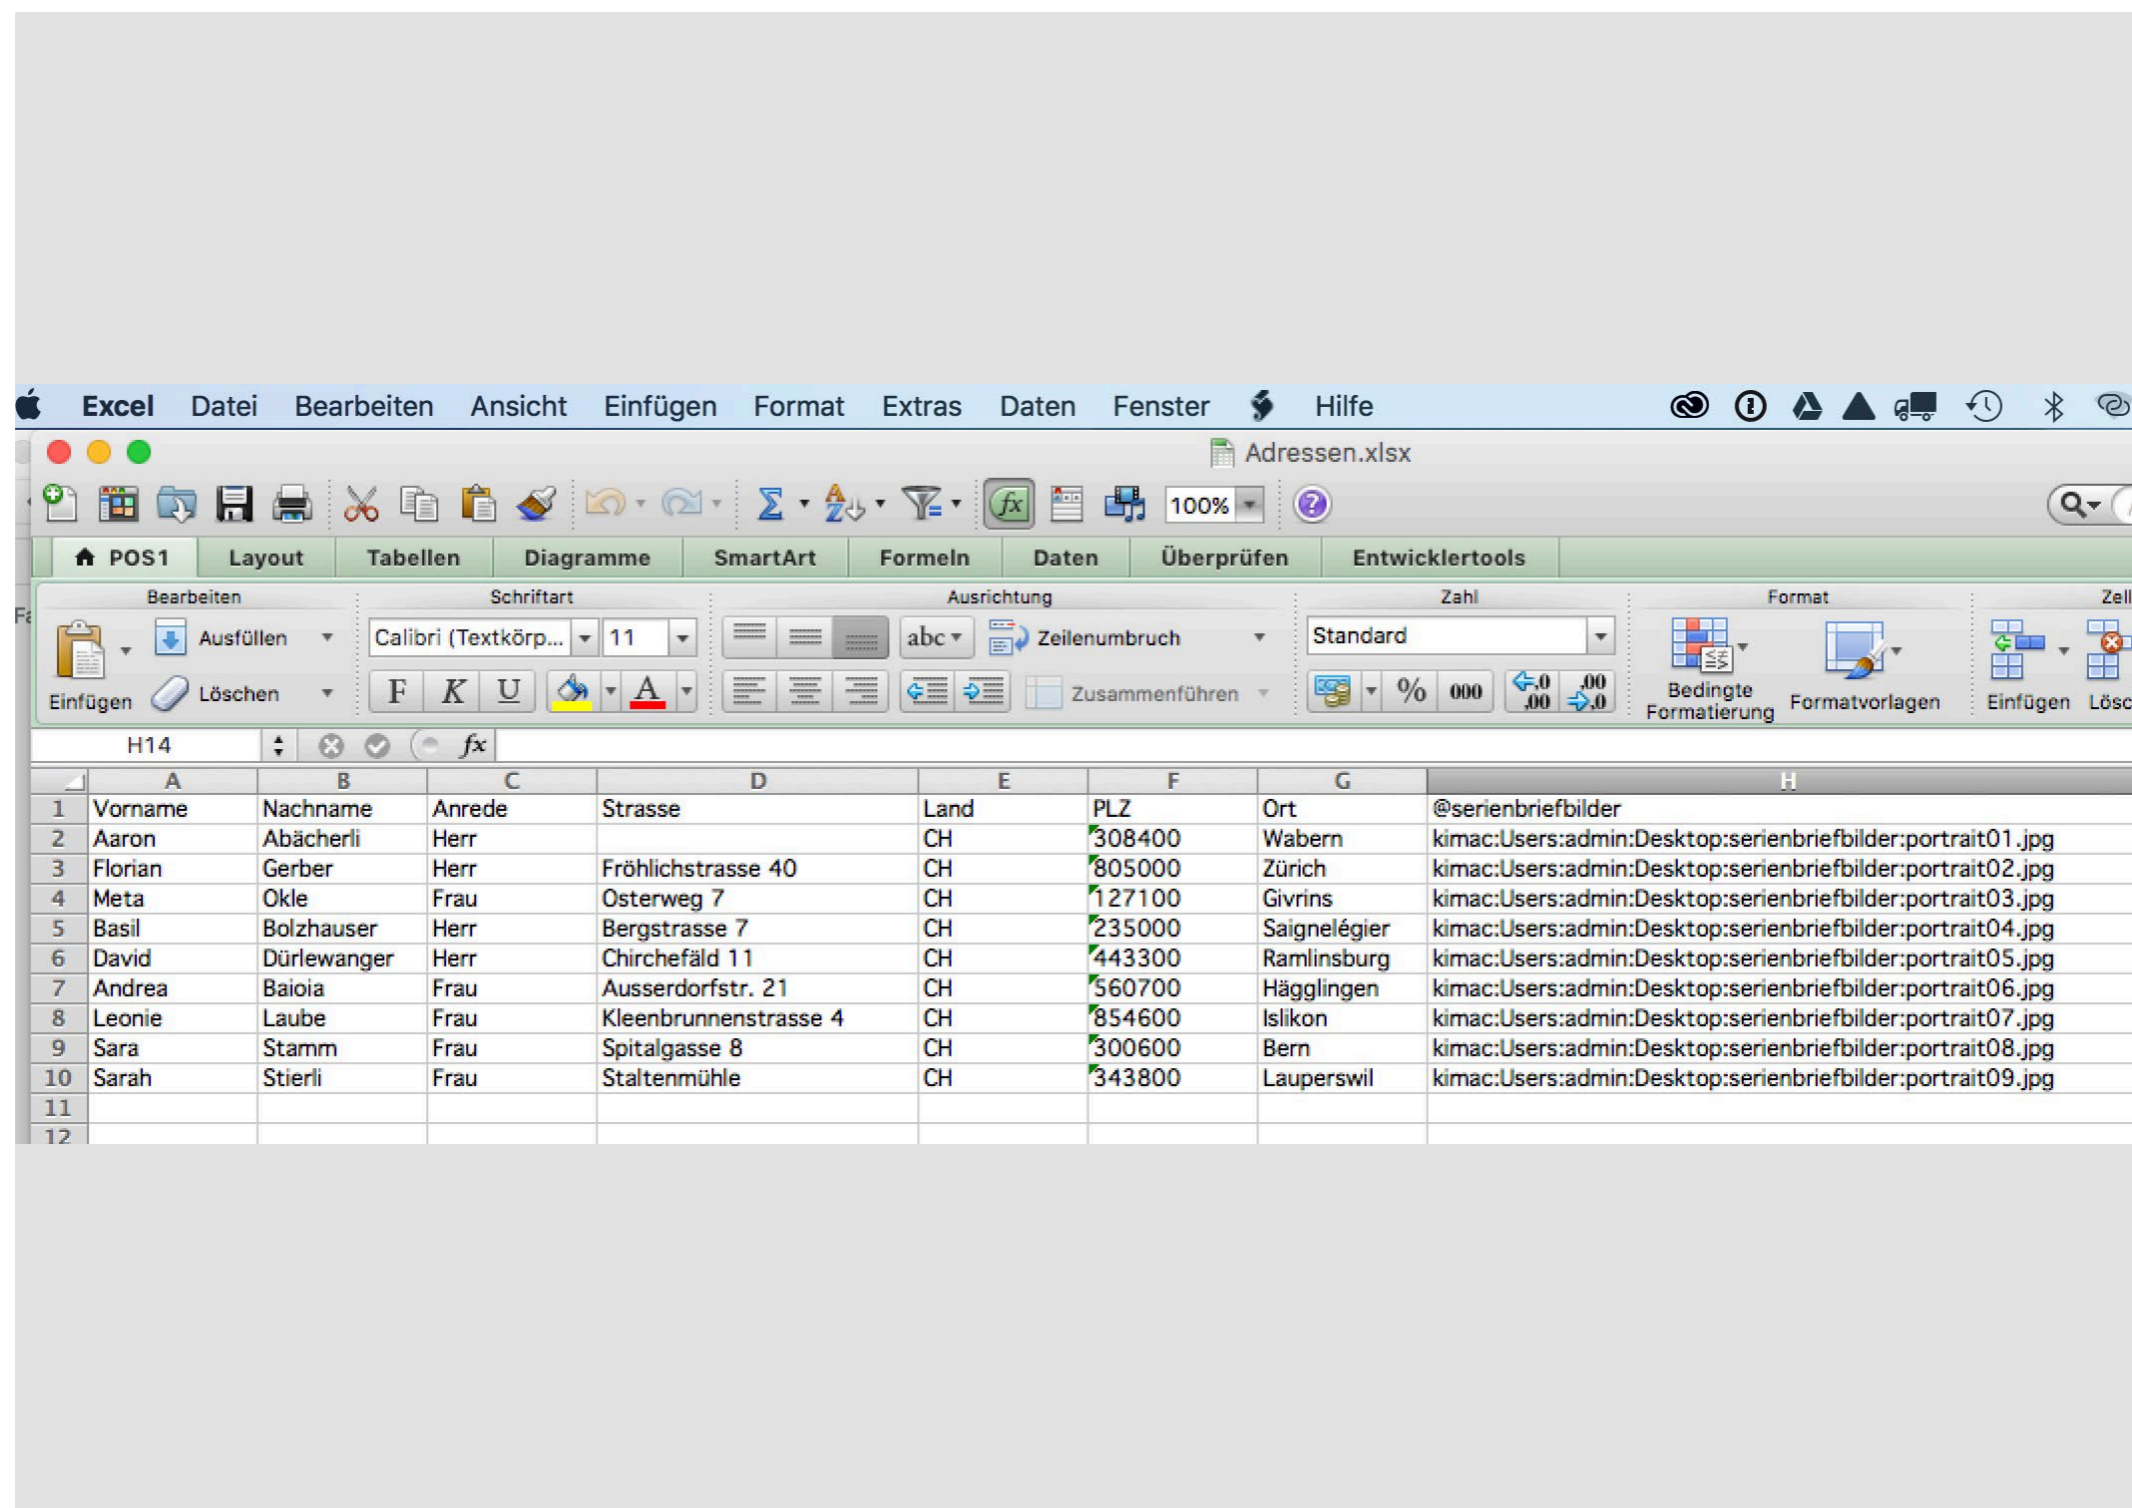 Excel Datei Bearbeiten Ansicht Einfügen Format Extras Daten Fenster Hilfe
Adressen.xlsx
100%
POS1 Layout Tabellen Diagramme SmartArt Formeln Daten Überprüfen Entwicklertools
Bearbeiten Schriftart Ausrichtung Zahl Format Zell
Ausfüllen Calibri (Textkörp... 11 abc Zeilenumbruch Standard
Einfügen Löschen F K U A Zusammenführen % 000 ,0 ,00 ,00 ,0 Bedingte Formatierung Formatvorlagen Einfügen Lösc
H14 fx
A B C D E F G H
1 Vorname Nachname Anrede Strasse Land PLZ Ort @serienbriefbilder
2 Aaron Abächerli Herr CH 308400 Wabern kimac:Users:admin:Desktop:serienbriefbilder:portrait01.jpg
3 Florian Gerber Herr Fröhlichstrasse 40 CH 805000 Zürich kimac:Users:admin:Desktop:serienbriefbilder:portrait02.jpg
4 Meta Okle Frau Osterweg 7 CH 127100 Givrins kimac:Users:admin:Desktop:serienbriefbilder:portrait03.jpg
5 Basil Bolzhauser Herr Bergstrasse 7 CH 235000 Saignelégier kimac:Users:admin:Desktop:serienbriefbilder:portrait04.jpg
6 David Dürlewanger Herr Chirchefäld 11 CH 443300 Ramlinsburg kimac:Users:admin:Desktop:serienbriefbilder:portrait05.jpg
7 Andrea Baioia Frau Ausserdorfstr. 21 CH 560700 Hägglingen kimac:Users:admin:Desktop:serienbriefbilder:portrait06.jpg
8 Leonie Laube Frau Kleenbrunnenstrasse 4 CH 854600 Islikon kimac:Users:admin:Desktop:serienbriefbilder:portrait07.jpg
9 Sara Stamm Frau Spitalgasse 8 CH 300600 Bern kimac:Users:admin:Desktop:serienbriefbilder:portrait08.jpg
10 Sarah Stierli Frau Staltenmühle CH 343800 Lauperswil kimac:Users:admin:Desktop:serienbriefbilder:portrait09.jpg
11
12